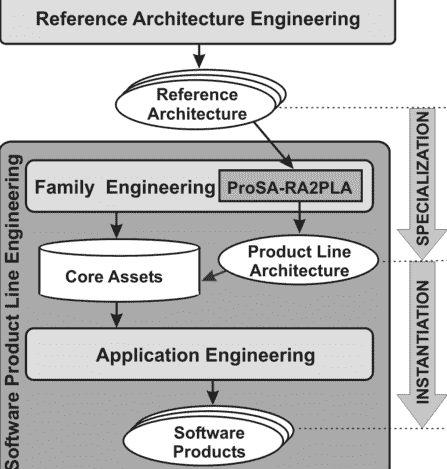 Reference Architecture Engineering
Reference
Architecture
SPECIALIZATION
Software Product Line Engineering
Family Engineering
ProSA-RA2PLA
Product Line
Architecture
Core Assets
INSTANTIATION
Application Engineering
Software
Products